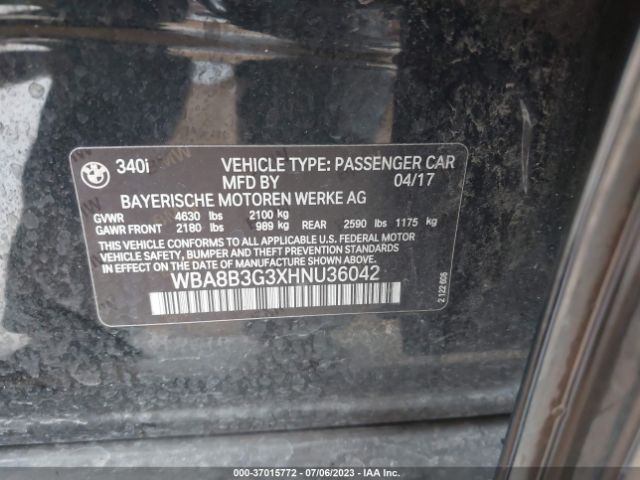 340i VEHICLE TYPE: PASSENGER CAR
MFD BY 04/17
BAYERISCHE MOTOREN WERKE AG
GVWR 4630 lbs 2100 kg
GAWR FRONT 2180 lbs 989 kg REAR 2590 lbs 1175 kg
THIS VEHICLE CONFORMS TO ALL APPLICABLE U.S. FEDERAL MOTOR
VEHICLE SAFETY, BUMPER AND THEFT PREVENTION STANDARDS
IN EFFECT ON THE DATE OF MANUFACTURE SHOWN ABOVE.
WBA8B3G3XHNU36042
2 122 606
000-37015772 - 07/06/2023 - IAA Inc.